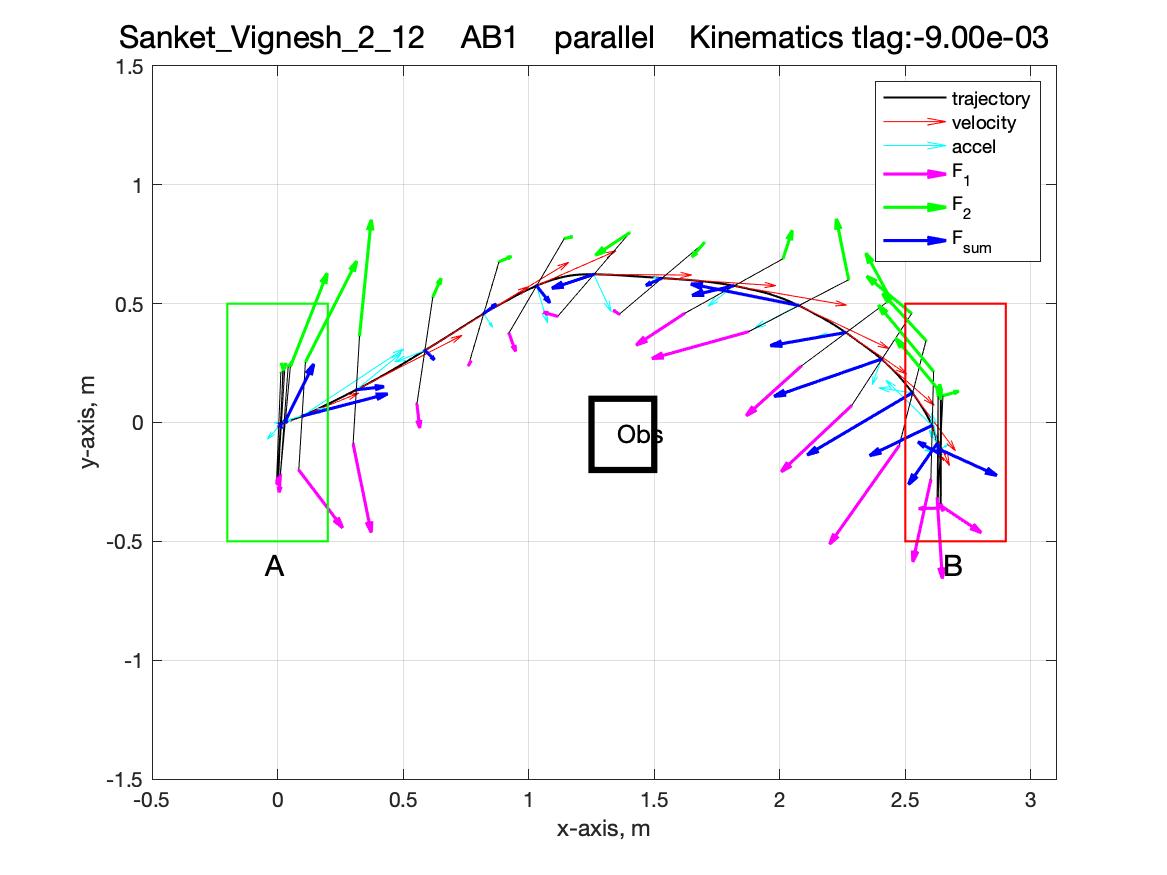 Sanket_Vignesh_2_12 AB1 parallel Kinematics tlag:-9.00e-03
1.5
trajectory
velocity
accel
F1
F2
Fsum
1
0.5
0
Obs
y-axis, m
-0.5
A
B
-1
-1.5
-0.5 0 0.5 1 1.5 2 2.5 3
x-axis, m